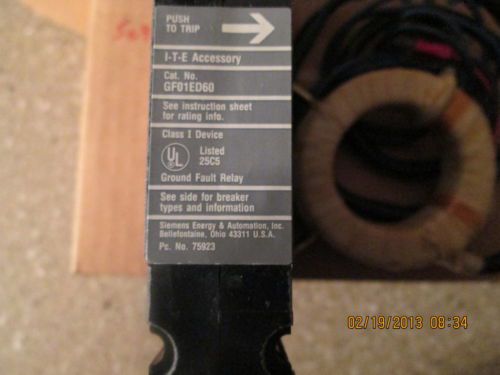 PUSH
TO TRIP
I-T-E Accessory
Cat. No.
GF01ED60
See instruction sheet
for rating info.
Class I Device
UL
Listed
25C5
Ground Fault Relay
See side for breaker
types and information
Siemens Energy & Automation, Inc.
Bellefontaine, Ohio 43311 U.S.A.
Pc. No. 75923
02/19/2013 08:34